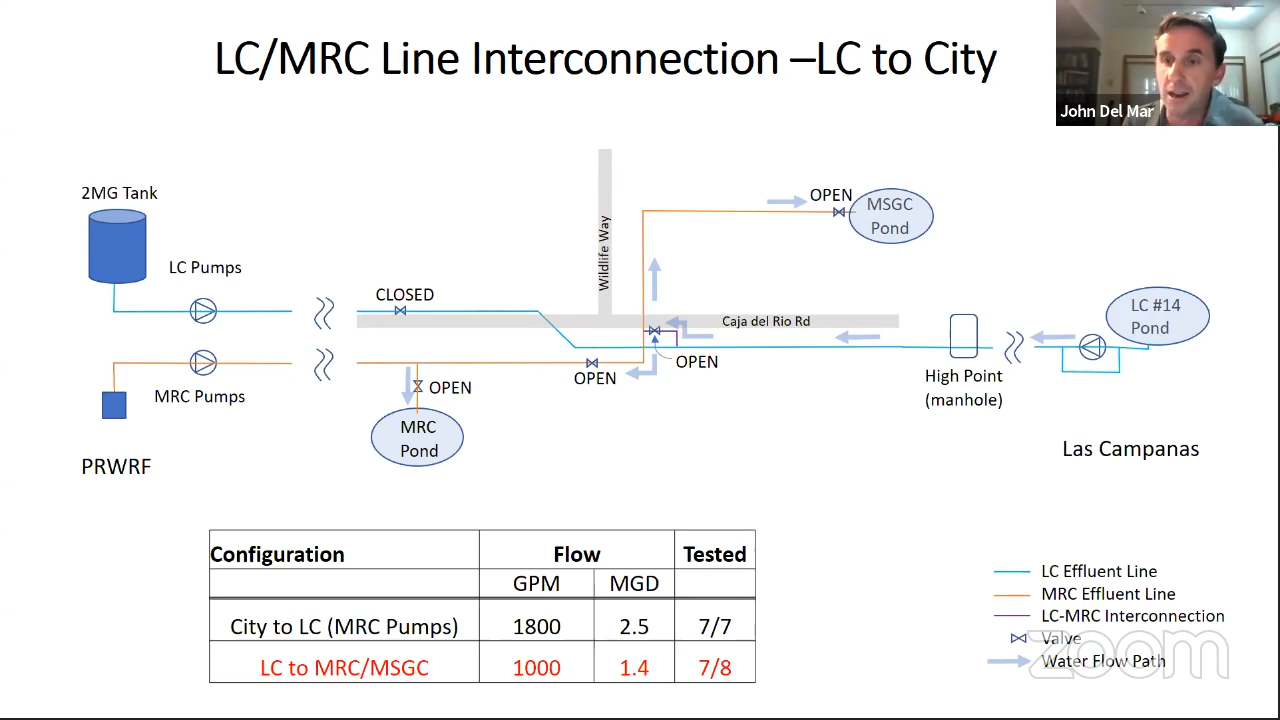 LC/MRC Line Interconnection –LC to City
John Del Mar
2MG Tank
LC Pumps
CLOSED
Wildlife Way
OPEN
MSGC
Pond
Caja del Rio Rd
LC #14
Pond
OPEN
OPEN
High Point
(manhole)
MRC Pumps
OPEN
MRC
Pond
PRWRF
Las Campanas
Configuration Flow Tested
GPM MGD
City to LC (MRC Pumps) 1800 2.5 7/7
LC to MRC/MSGC 1000 1.4 7/8
LC Effluent Line
MRC Effluent Line
LC-MRC Interconnection
Valve
Water Flow Path
zoom